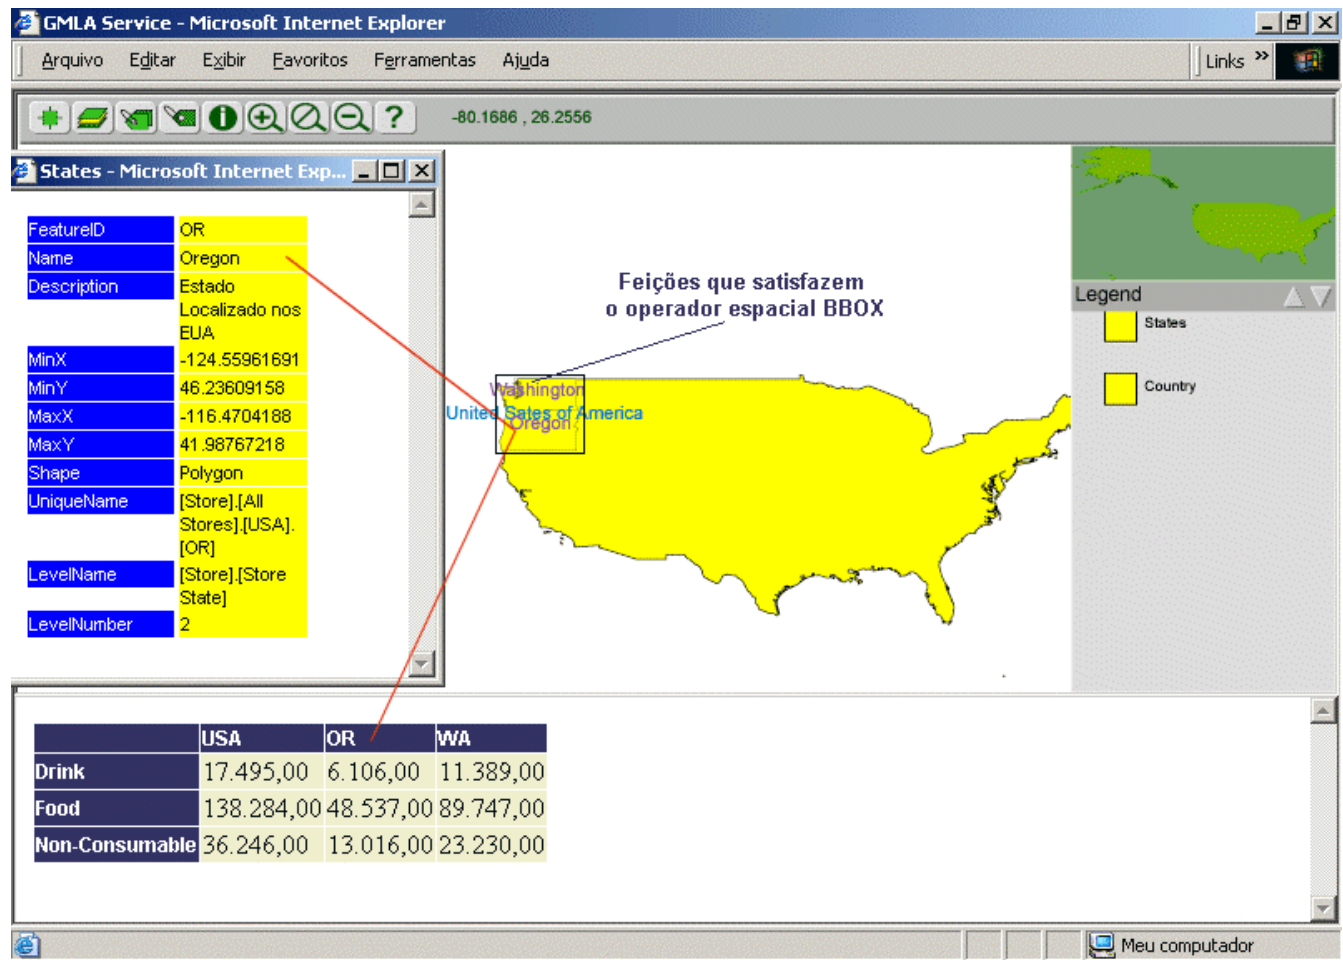 GMLA Service - Microsoft Internet Explorer
Arquivo Editar Exibir Favoritos Ferramentas Ajuda Links »
-80.1686 , 26.2556
States - Microsoft Internet Exp...
FeatureID OR
Name Oregon
Description Estado
Localizado nos
EUA
MinX -124.55961691
MinY 46.23609158
MaxX -116.4704188
MaxY 41.98767218
Shape Polygon
UniqueName [Store].[All
Stores].[USA].
[OR]
LevelName [Store].[Store
State]
LevelNumber 2
Feições que satisfazem
o operador espacial BBOX
Washington
United Sates of America
Oregon
Legend
States
Country
USA OR WA
Drink 17.495,00 6.106,00 11.389,00
Food 138.284,00 48.537,00 89.747,00
Non-Consumable 36.246,00 13.016,00 23.230,00
Meu computador